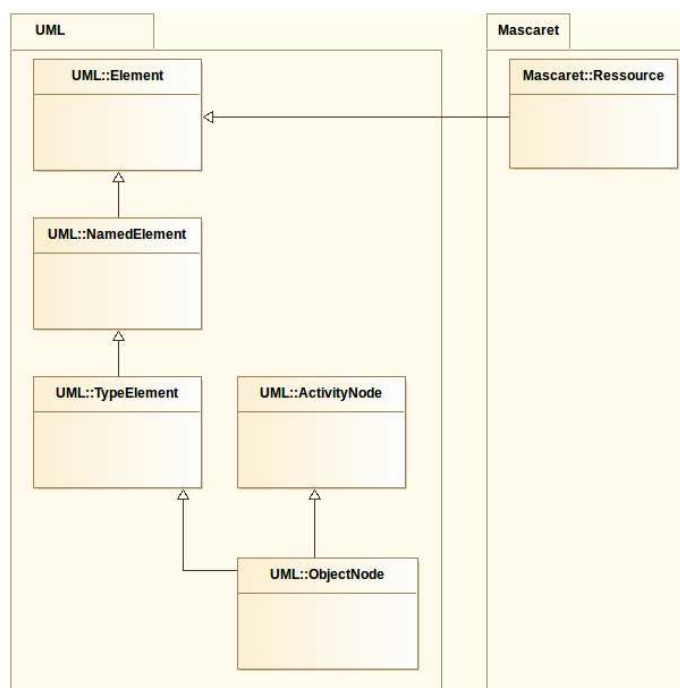 UML
Mascaret
UML::Element
Mascaret::Ressource
UML::NamedElement
UML::TypeElement
UML::ActivityNode
UML::ObjectNode